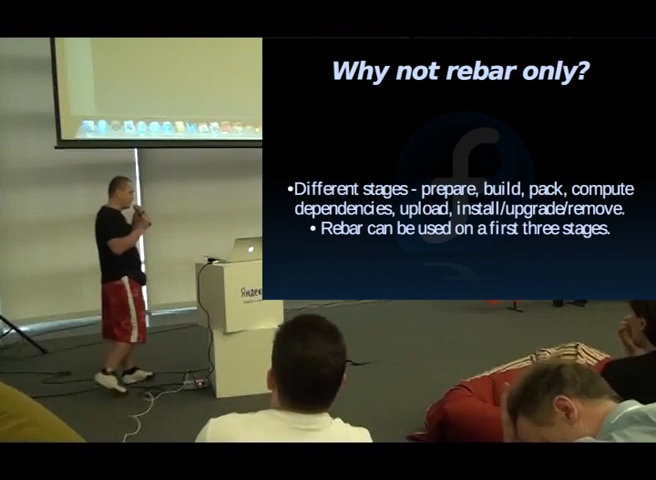 Why not rebar only?
•Different stages - prepare, build, pack, compute
dependencies, upload, install/upgrade/remove.
• Rebar can be used on a first three stages.
Яндекс